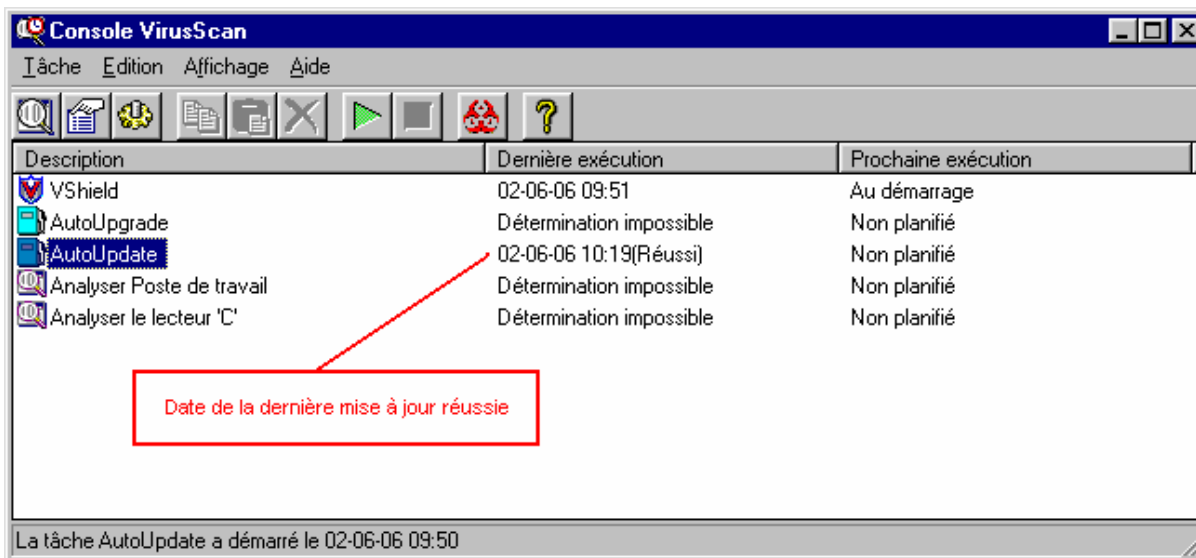 Console VirusScan
Tâche Edition Affichage Aide
Description Dernière exécution Prochaine exécution
VShield 02-06-06 09:51 Au démarrage
AutoUpgrade Détermination impossible Non planifié
AutoUpdate 02-06-06 10:19(Réussi) Non planifié
Analyser Poste de travail Détermination impossible Non planifié
Analyser le lecteur 'C' Détermination impossible Non planifié
Date de la dernière mise à jour réussie
La tâche AutoUpdate a démarré le 02-06-06 09:50